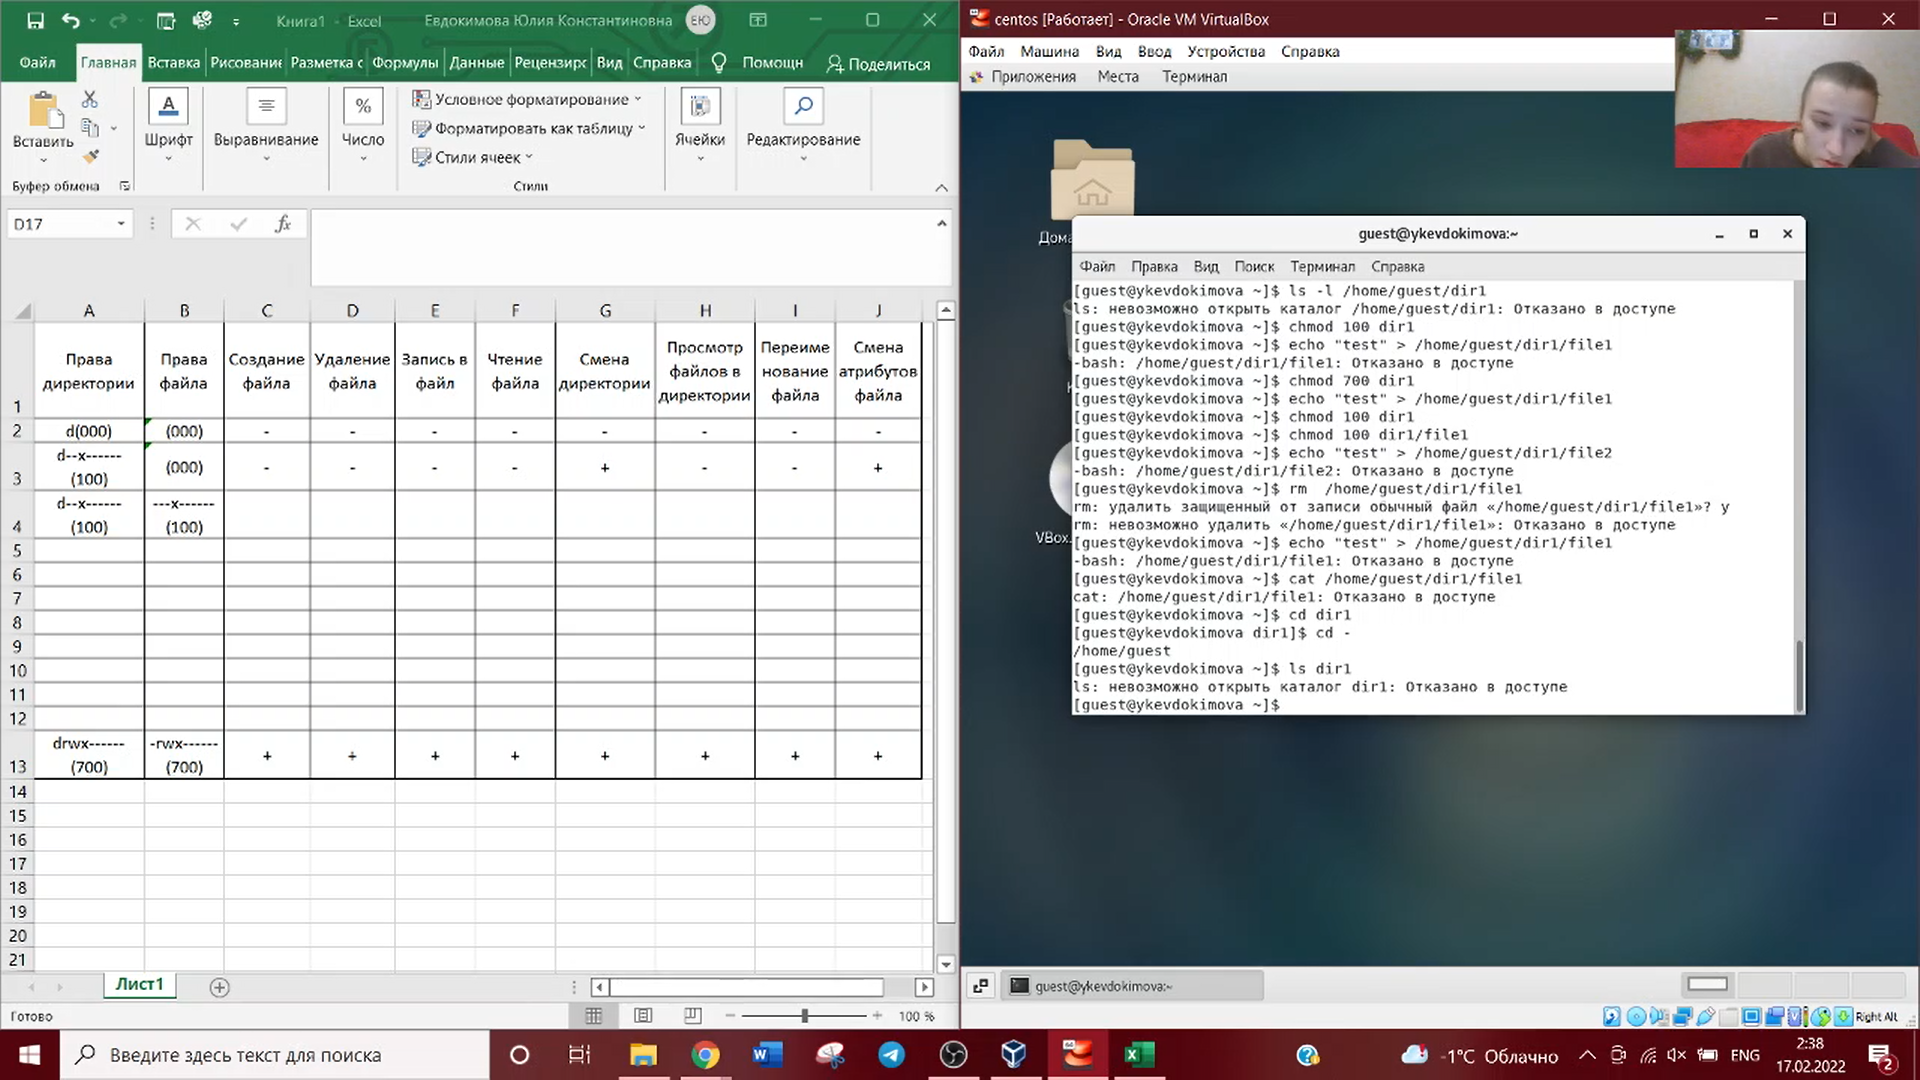 Книга1 - Excel
Евдокимова Юлия Константиновна
ЕЮ
Файл Главная Вставка Рисовани Разметка с Формулы Данные Рецензирс Вид Справка Помощн Поделиться
Вставить
Буфер обмена
Шрифт
Выравнивание
Число
Условное форматирование
Форматировать как таблицу
Стили ячеек
Стили
Ячейки
Редактирование
D17
A B C D E F G H I J
1 Права директории Права файла Создание файла Удаление файла Запись в файл Чтение файла Смена директории Просмотр файлов в директории Переиме нование файла Смена атрибутов файла
2 d(000) (000) - - - - - - - -
3 d--x------ (100) (000) - - - - + - - +
4 d--x------ (100) ---x------ (100)
5
6
7
8
9
10
11
12
13 drwx------ (700) -rwx------ (700) + + + + + + + +
14
15
16
17
18
19
20
21
Лист1
Готово
100 %
centos [Работает] - Oracle VM VirtualBox
Файл Машина Вид Ввод Устройства Справка
Приложения Места Терминал
guest@ykevdokimova:~
Файл Правка Вид Поиск Терминал Справка
[guest@ykevdokimova ~]$ ls -l /home/guest/dir1
ls: невозможно открыть каталог /home/guest/dir1: Отказано в доступе
[guest@ykevdokimova ~]$ chmod 100 dir1
[guest@ykevdokimova ~]$ echo "test" > /home/guest/dir1/file1
-bash: /home/guest/dir1/file1: Отказано в доступе
[guest@ykevdokimova ~]$ chmod 700 dir1
[guest@ykevdokimova ~]$ echo "test" > /home/guest/dir1/file1
[guest@ykevdokimova ~]$ chmod 100 dir1
[guest@ykevdokimova ~]$ chmod 100 dir1/file1
[guest@ykevdokimova ~]$ echo "test" > /home/guest/dir1/file2
-bash: /home/guest/dir1/file2: Отказано в доступе
[guest@ykevdokimova ~]$ rm  /home/guest/dir1/file1
rm: удалить защищенный от записи обычный файл «/home/guest/dir1/file1»? y
rm: невозможно удалить «/home/guest/dir1/file1»: Отказано в доступе
[guest@ykevdokimova ~]$ echo "test" > /home/guest/dir1/file1
-bash: /home/guest/dir1/file1: Отказано в доступе
[guest@ykevdokimova ~]$ cat /home/guest/dir1/file1
cat: /home/guest/dir1/file1: Отказано в доступе
[guest@ykevdokimova ~]$ cd dir1
[guest@ykevdokimova dir1]$ cd -
/home/guest
[guest@ykevdokimova ~]$ ls dir1
ls: невозможно открыть каталог dir1: Отказано в доступе
[guest@ykevdokimova ~]$
guest@ykevdokimova:~
Right Alt
Введите здесь текст для поиска
-1°C Облачно
ENG
2:38
17.02.2022
2